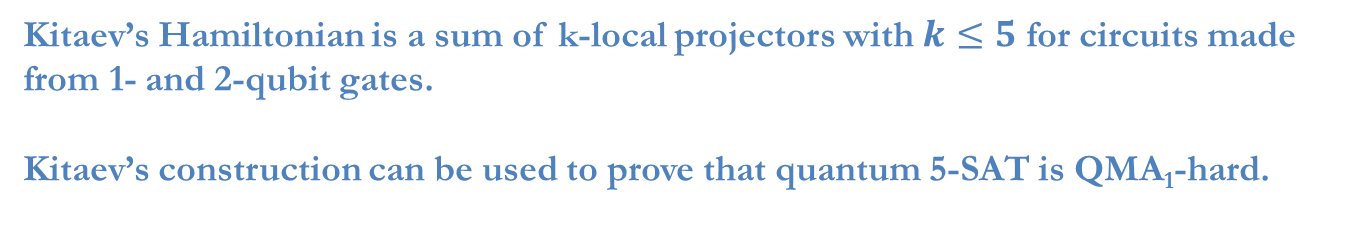 Kitaev’s Hamiltonian is a sum of k-local projectors with k ≤ 5 for circuits made
from 1- and 2-qubit gates.
Kitaev’s construction can be used to prove that quantum 5-SAT is QMA₁-hard.